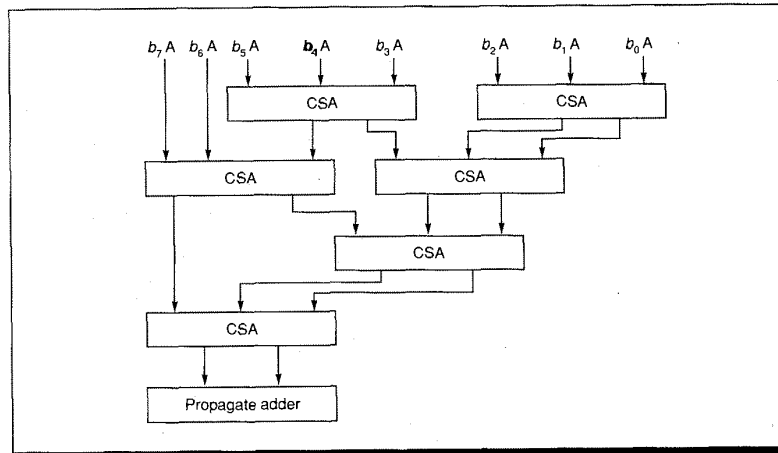 b₇ A b₆ A b₅ A b₄ A b₃ A b₂ A b₁ A b₀ A
CSA CSA
CSA CSA
CSA
CSA
Propagate adder